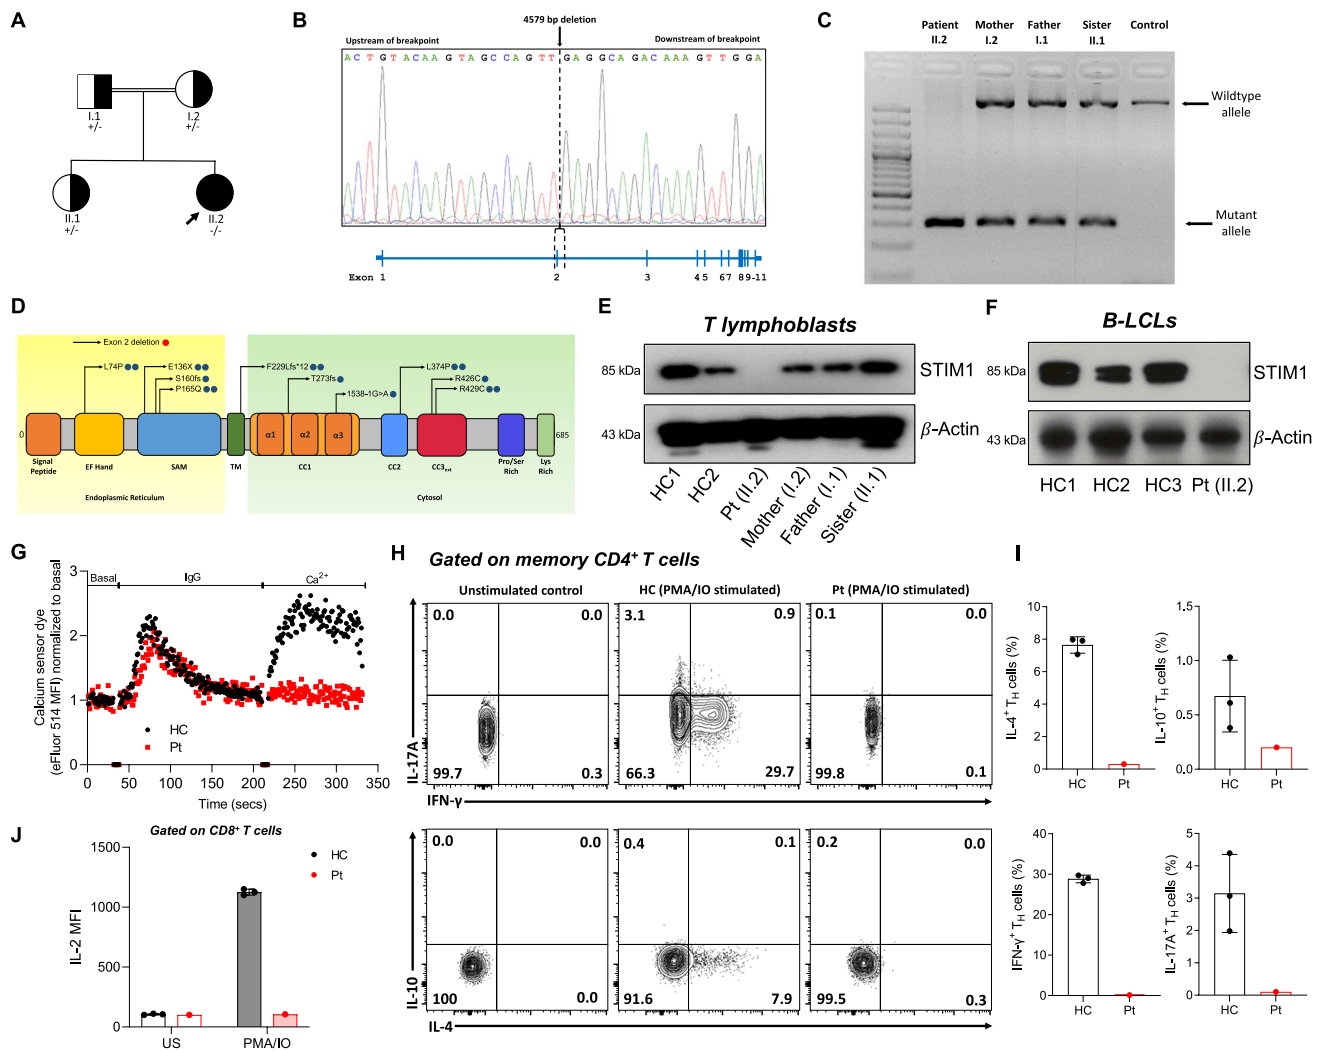 A
I.1
+/-
I.2
+/-
II.1
+/-
II.2
-/-
B
4579 bp deletion
Upstream of breakpoint
Downstream of breakpoint
A C T G T A C A A G T A G C C A G T T G A G G C A G A C A A A G T T G G A
Exon 1 2 3 4 5 6 7 8 9-11
C
Patient II.2
Mother I.2
Father I.1
Sister II.1
Control
Wildtype allele
Mutant allele
D
Exon 2 deletion
L74P
E136X
S160fs
P165Q
F229Lfs*12
T273fs
1538-1G>A
L374P
R426C
R429C
0
α1
α2
α3
685
Signal Peptide
EF Hand
SAM
TM
CC1
CC2
CC3ext
Pro/Ser Rich
Lys Rich
Endoplasmic Reticulum
Cytosol
E
T lymphoblasts
85 kDa
STIM1
43 kDa
β-Actin
HC1
HC2
Pt (II.2)
Mother (I.2)
Father (I.1)
Sister (II.1)
F
B-LCLs
85 kDa
STIM1
43 kDa
β-Actin
HC1 HC2 HC3 Pt (II.2)
G
Basal
IgG
Ca2+
Calcium sensor dye
(eFluor 514 MFI) normalized to basal
3
2
1
0
HC
Pt
0 50 100 150 200 250 300 350
Time (secs)
H
Gated on memory CD4+ T cells
Unstimulated control
HC (PMA/IO stimulated)
Pt (PMA/IO stimulated)
0.0 0.0
3.1 0.9
0.1 0.0
99.7 0.3
66.3 29.7
99.8 0.1
IL-17A
IFN-γ
0.0 0.0
0.4 0.1
0.2 0.0
100 0.0
91.6 7.9
99.5 0.3
IL-10
IL-4
I
IL-4+ TH cells (%)
10
8
6
4
2
0
HC Pt
IL-10+ TH cells (%)
1.5
1.0
0.5
0.0
HC Pt
IFN-γ+ TH cells (%)
40
30
20
10
0
HC Pt
IL-17A+ TH cells (%)
5
4
3
2
1
0
HC Pt
J
Gated on CD8+ T cells
IL-2 MFI
1500
1000
500
0
HC
Pt
US PMA/IO